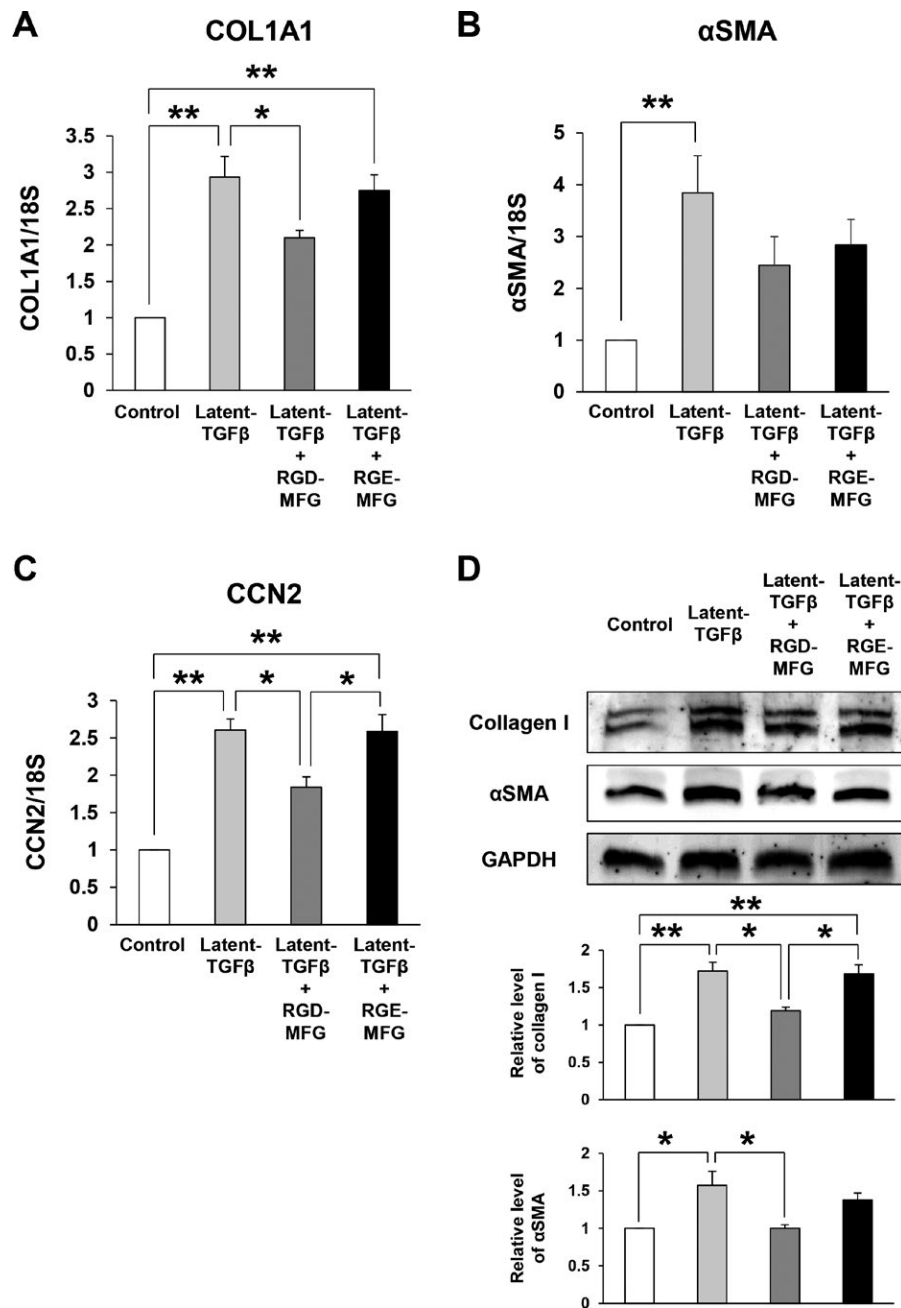 A
COL1A1
**
**
*
COL1A1/18S
3.5
3
2.5
2
1.5
1
0.5
0
Control
Latent-
TGFβ
Latent-
TGFβ
+
RGD-
MFG
Latent-
TGFβ
+
RGE-
MFG
B
αSMA
**
αSMA/18S
5
4
3
2
1
0
Control
Latent-
TGFβ
Latent-
TGFβ
+
RGD-
MFG
Latent-
TGFβ
+
RGE-
MFG
C
CCN2
**
**
*
*
CCN2/18S
3
2.5
2
1.5
1
0.5
0
Control
Latent-
TGFβ
Latent-
TGFβ
+
RGD-
MFG
Latent-
TGFβ
+
RGE-
MFG
D
Control
Latent-
TGFβ
Latent-
TGFβ
+
RGD-
MFG
Latent-
TGFβ
+
RGE-
MFG
Collagen I
αSMA
GAPDH
**
**
*
*
Relative level
of collagen I
2
1.5
1
0.5
0
*
*
Relative level
of αSMA
2
1.5
1
0.5
0